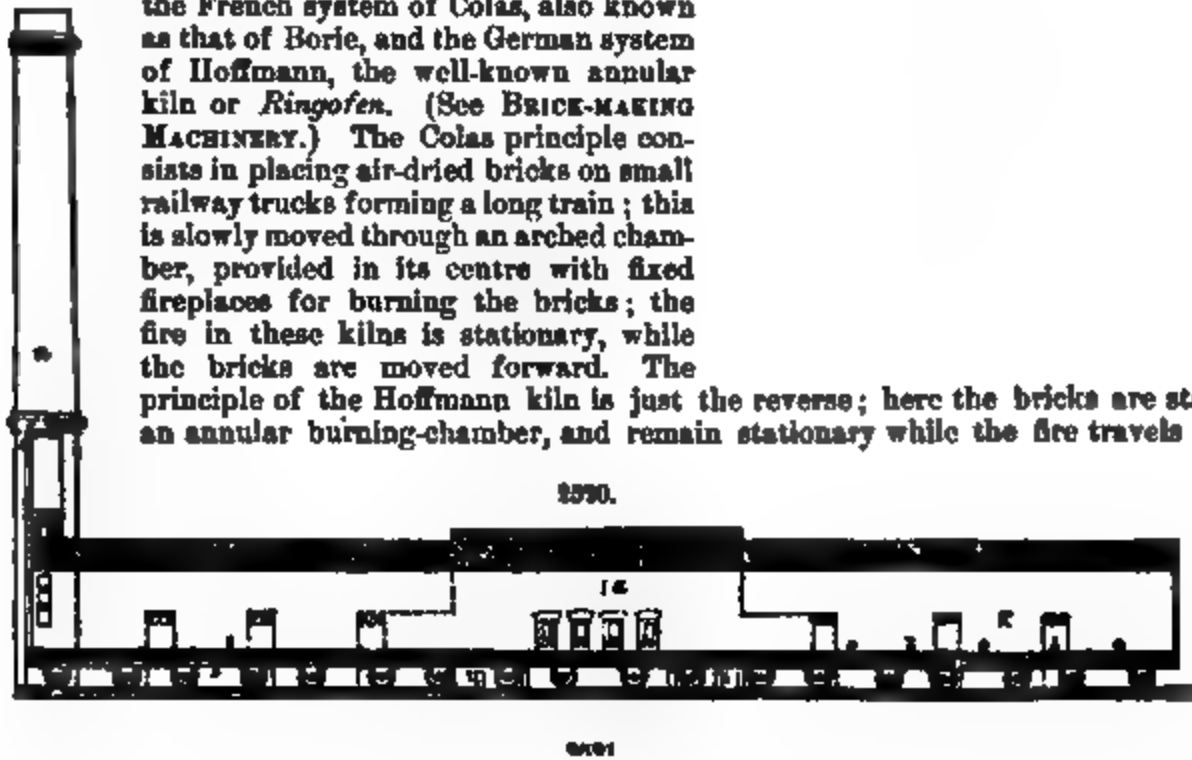 the French system of Colas, also known
as that of Borie, and the German system
of Hoffmann, the well-known annular
kiln or Ringofen. (See BRICK-MAKING
MACHINERY.) The Colas principle con-
sists in placing air-dried bricks on small
railway trucks forming a long train ; this
is slowly moved through an arched cham-
ber, provided in its centre with fixed
fireplaces for burning the bricks ; the
fire in these kilns is stationary, while
the bricks are moved forward. The
principle of the Hoffmann kiln is just the reverse ; here the bricks are
an annular burning-chamber, and remain stationary while the fire travels